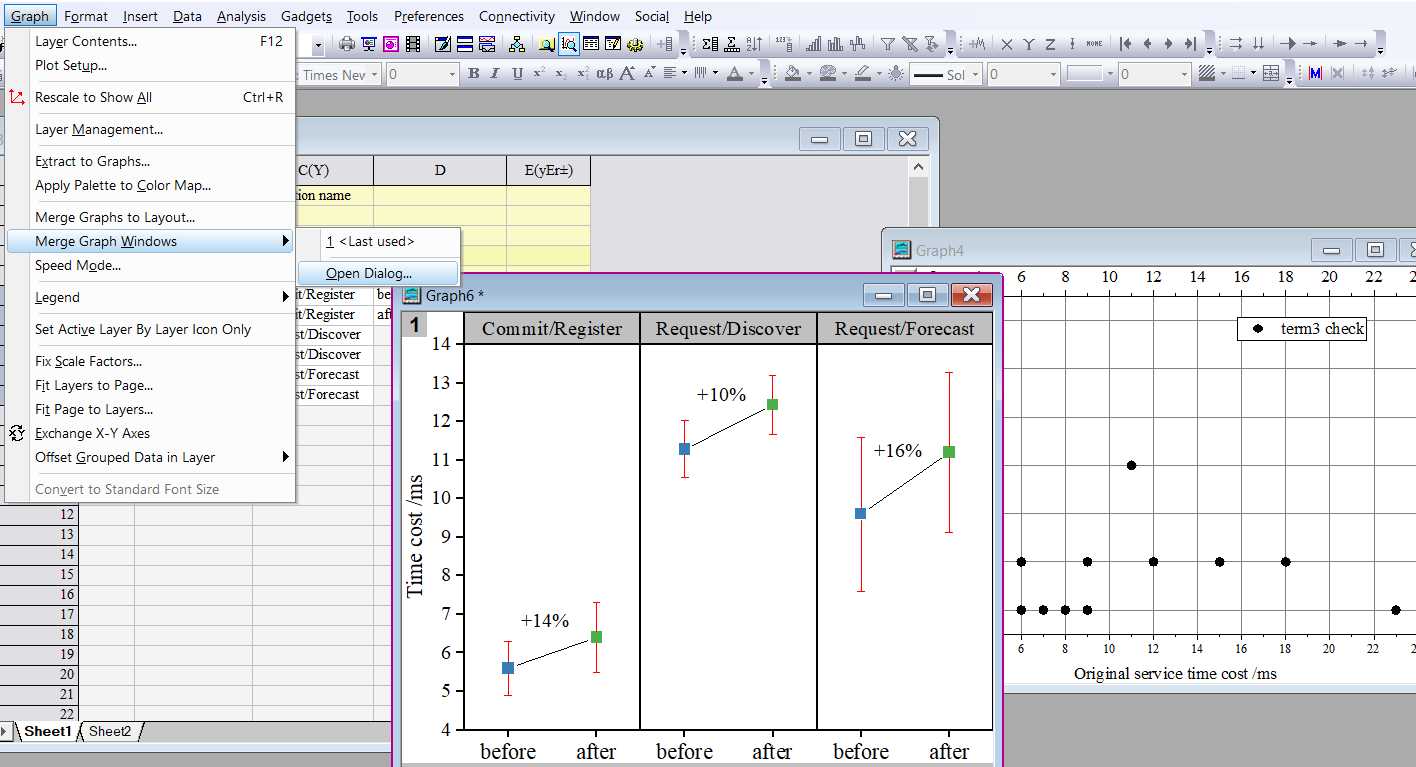 Graph Format Insert Data Analysis Gadgets Tools Preferences Connectivity Window Social Help
Layer Contents... F12
Plot Setup...
Rescale to Show All Ctrl+R
Layer Management...
Extract to Graphs...
Apply Palette to Color Map...
Merge Graphs to Layout...
Merge Graph Windows
Speed Mode...
Legend
Set Active Layer By Layer Icon Only
Fix Scale Factors...
Fit Layers to Page...
Fit Page to Layers...
Exchange X-Y Axes
Offset Grouped Data in Layer
Convert to Standard Font Size
1 <Last used>
Open Dialog...
Times New 0 B I U x² x₂ αβ A A A Sol 0 0
X Y Z HOME
M
C(Y) D E(yEr±)
tion name
it/Register be
it/Register af
st/Discover
st/Discover
st/Forecast
st/Forecast
12
13
14
15
16
17
18
19
20
21
22
Sheet1 Sheet2
Graph6 *
1
Commit/Register Request/Discover Request/Forecast
14
13
12
11
10
9
8
7
6
5
4
Time cost /ms
+14% +10% +16%
before after before after before after
Graph4
6 8 10 12 14 16 18 20 22 2
term3 check
6 8 10 12 14 16 18 20 22 2
Original service time cost /ms